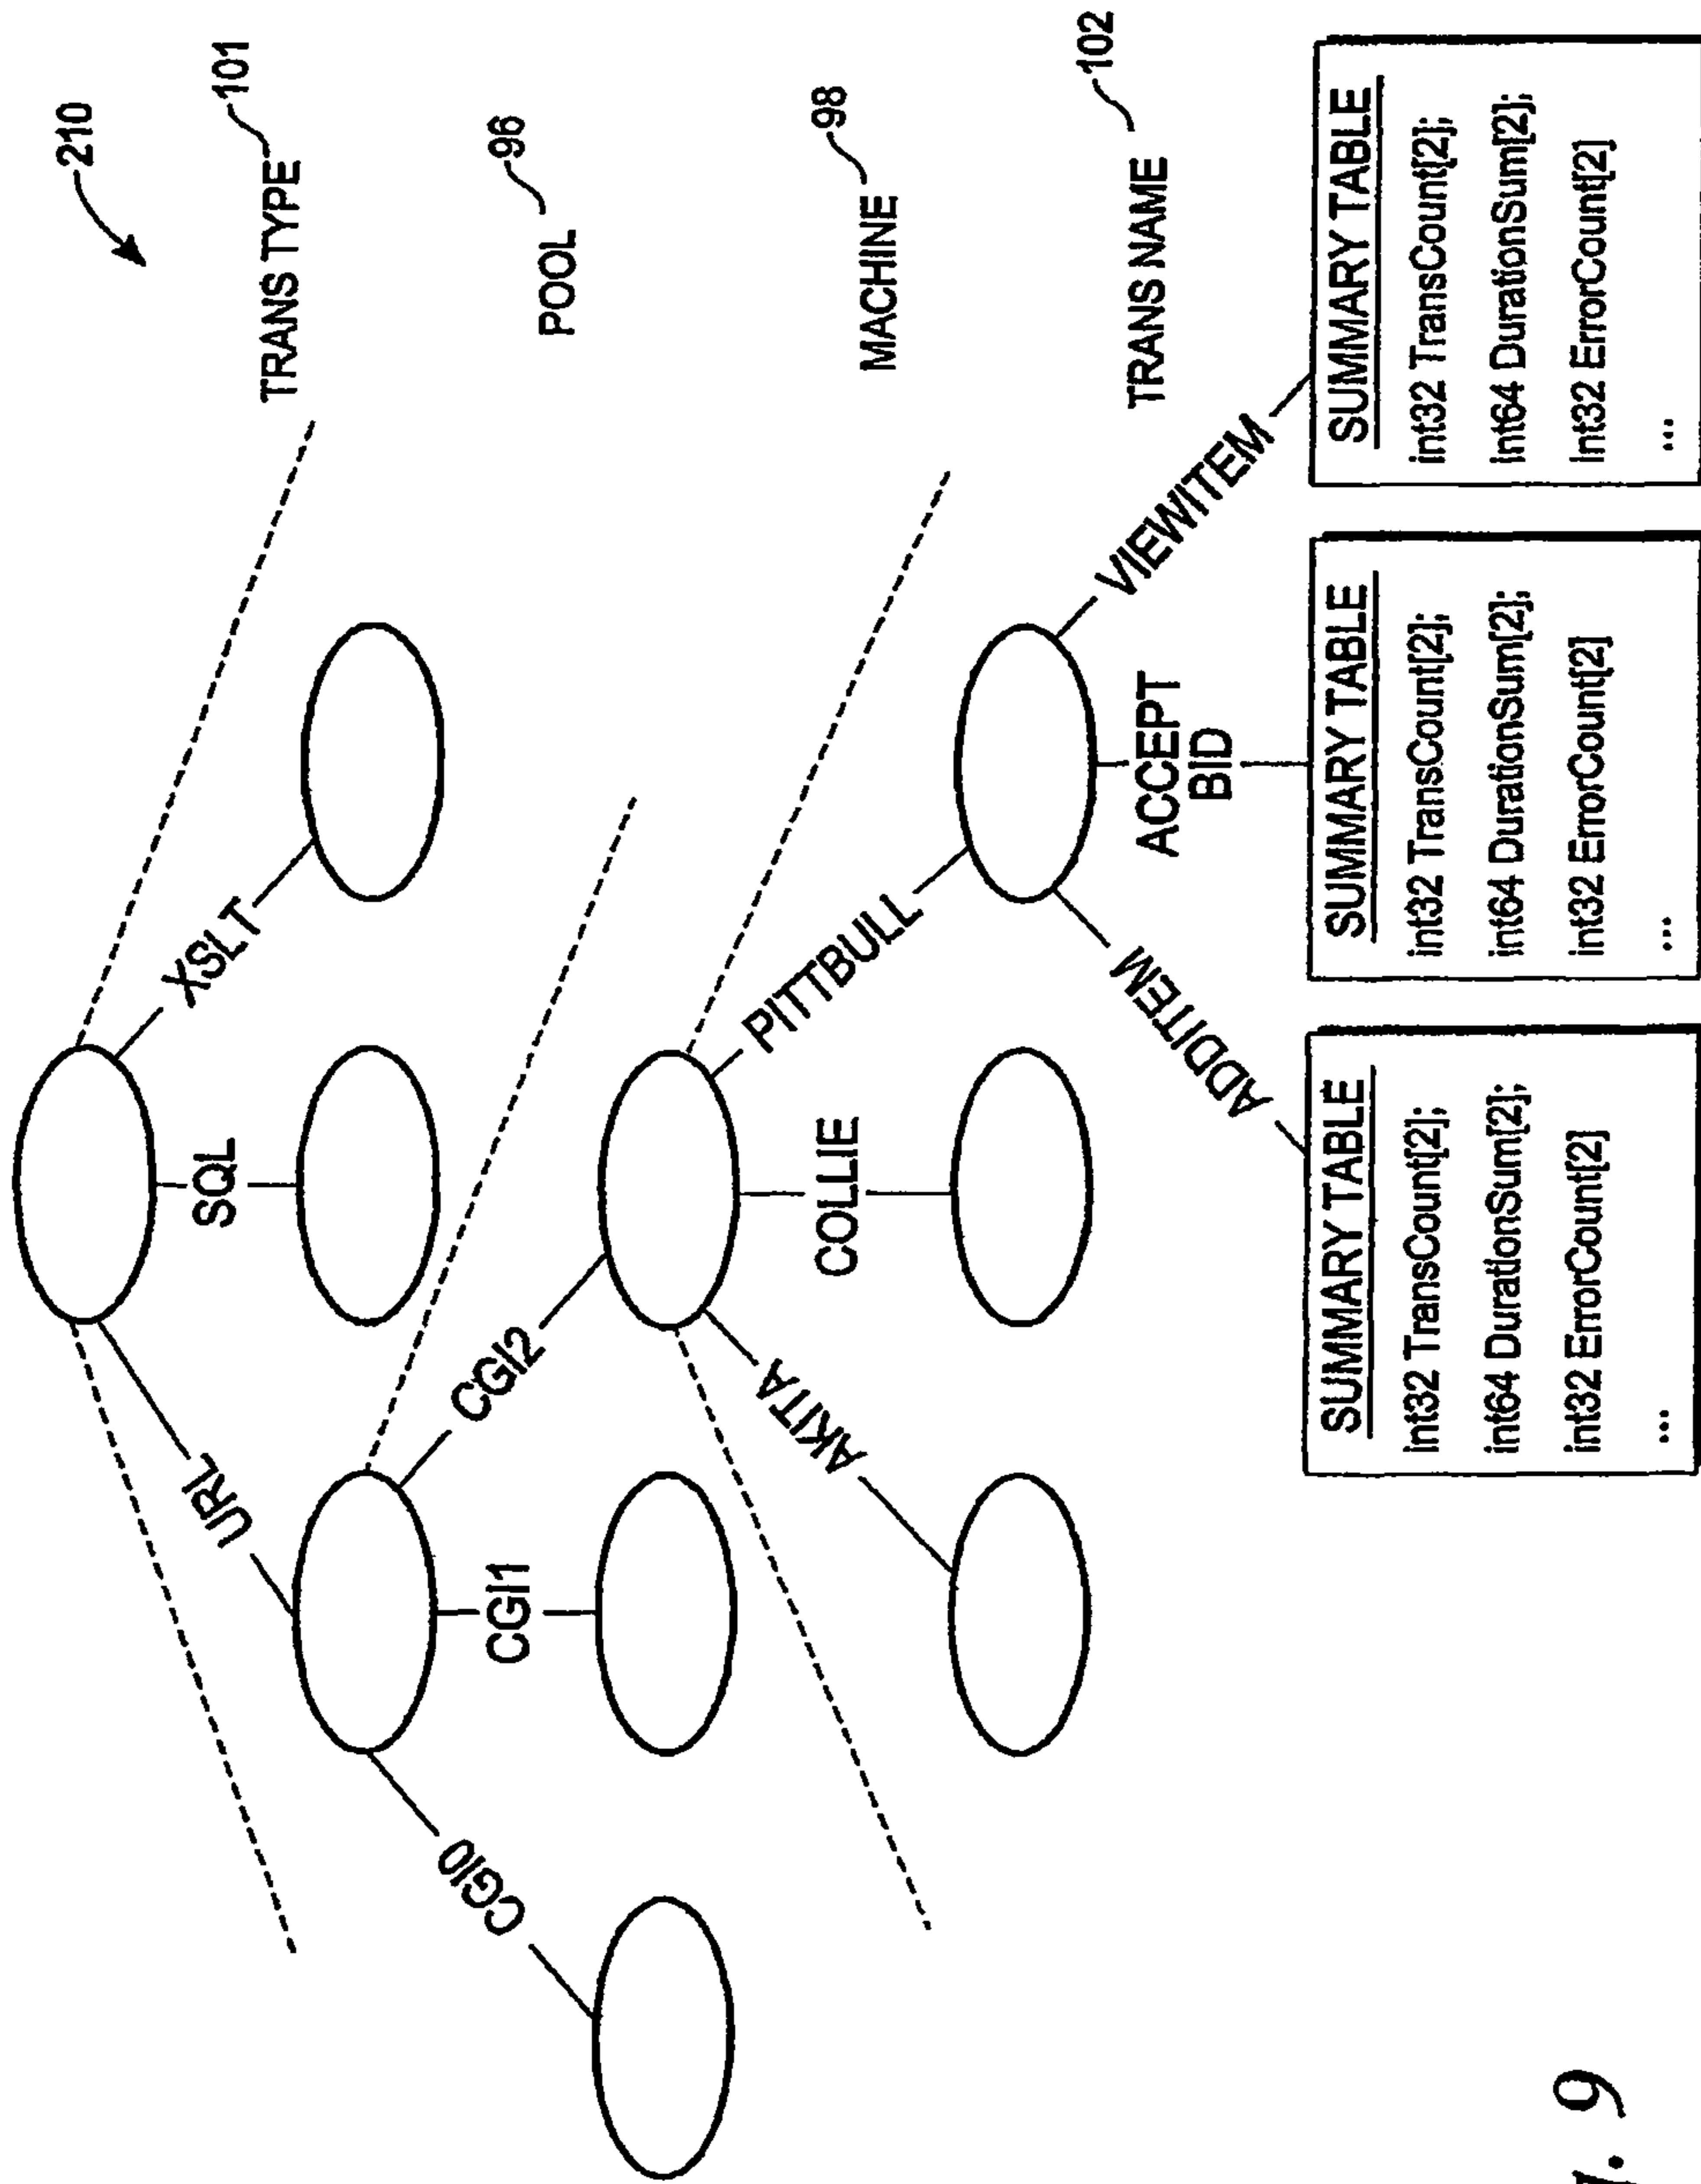 210
TRANS TYPE 101
URL
SQL
XSLT
POOL 96
CGI0
CGI1
CGI2
MACHINE 98
AKITA
COLLIE
PITTBULL
TRANS NAME 102
ADDITEM
ACCEPT
BID
VIEWITEM
SUMMARY TABLE
int32 TransCount[2];
int64 DurationSum[2];
int32 ErrorCount[2]
...
SUMMARY TABLE
int32 TransCount[2];
int64 DurationSum[2];
int32 ErrorCount[2]
...
SUMMARY TABLE
int32 TransCount[2];
int64 DurationSum[2];
int32 ErrorCount[2]
...
9